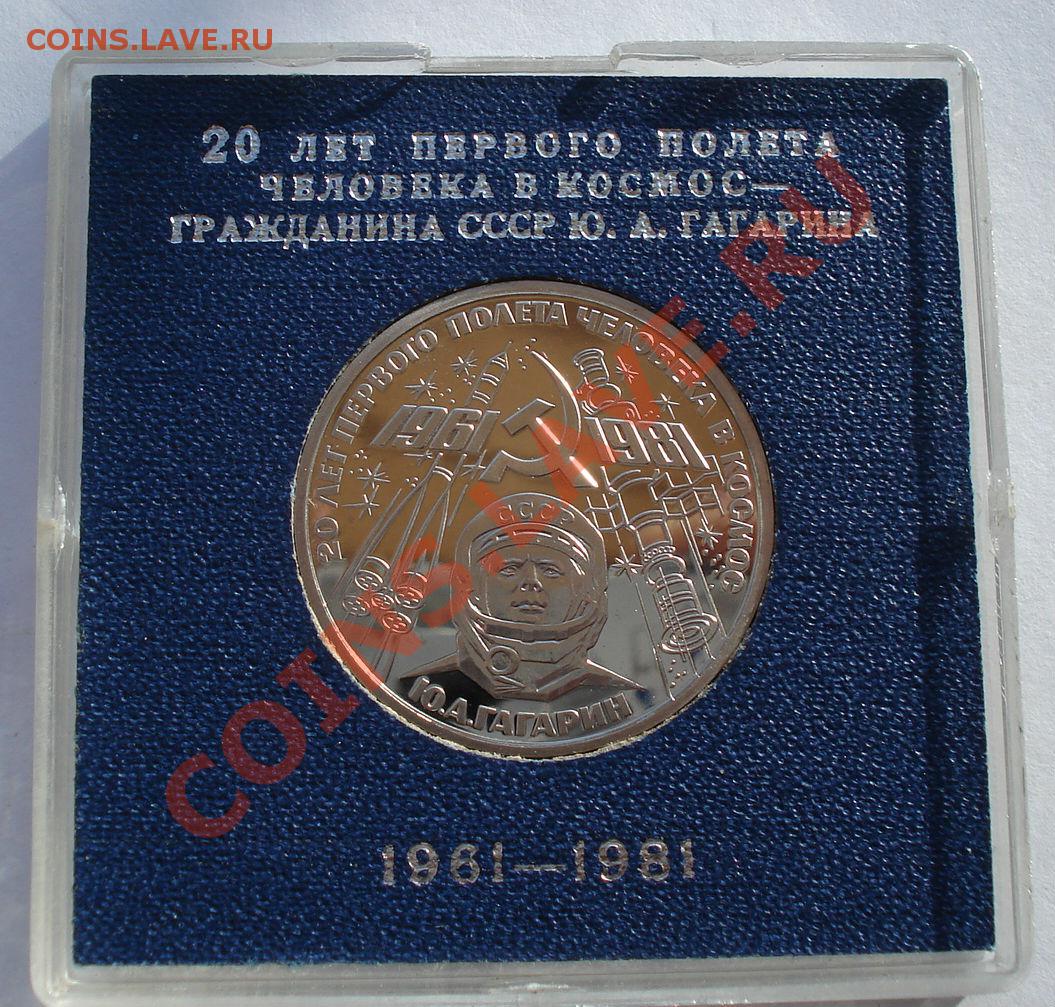 COINS.LAVE.RU
20 ЛЕТ ПЕРВОГО ПОЛЕТА
ЧЕЛОВЕКА В КОСМОС—
ГРАЖДАНИНА СССР Ю. А. ГАГАРИНА
20 ЛЕТ ПЕРВОГО ПОЛЕТА ЧЕЛОВЕКА В КОСМОС
1961 1981
СССР
Ю.А.ГАГАРИН
1961—1981
COINS.LAVE.RU